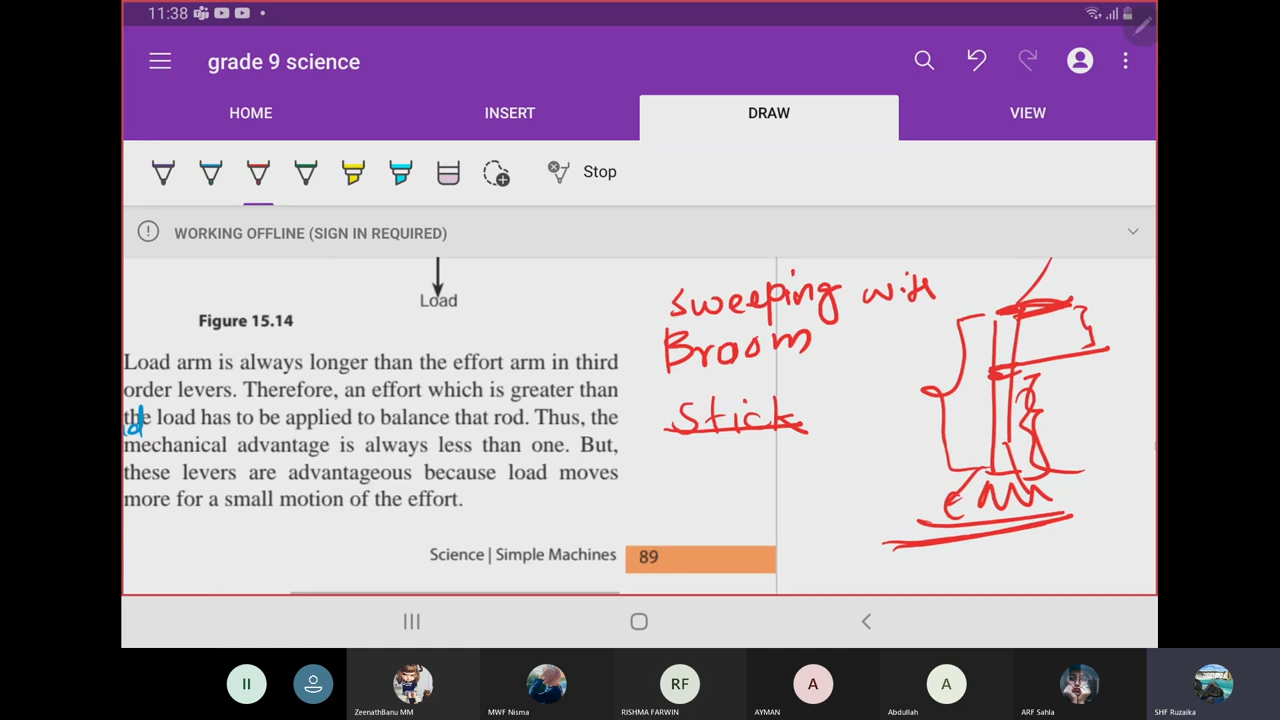 11:38
grade 9 science
HOME INSERT DRAW VIEW
Stop
WORKING OFFLINE (SIGN IN REQUIRED)
Load
Figure 15.14
Load arm is always longer than the effort arm in third
order levers. Therefore, an effort which is greater than
the load has to be applied to balance that rod. Thus, the
mechanical advantage is always less than one. But,
these levers are advantageous because load moves
more for a small motion of the effort.
Science | Simple Machines 89
d
Sweeping with
Broom
Stick
II
RF
A
A
ZeenathBanu MM
MWF Nisma
RISHMA FARWIN
AYMAN
Abdullah
ARF Sahla
SHF Ruzaika